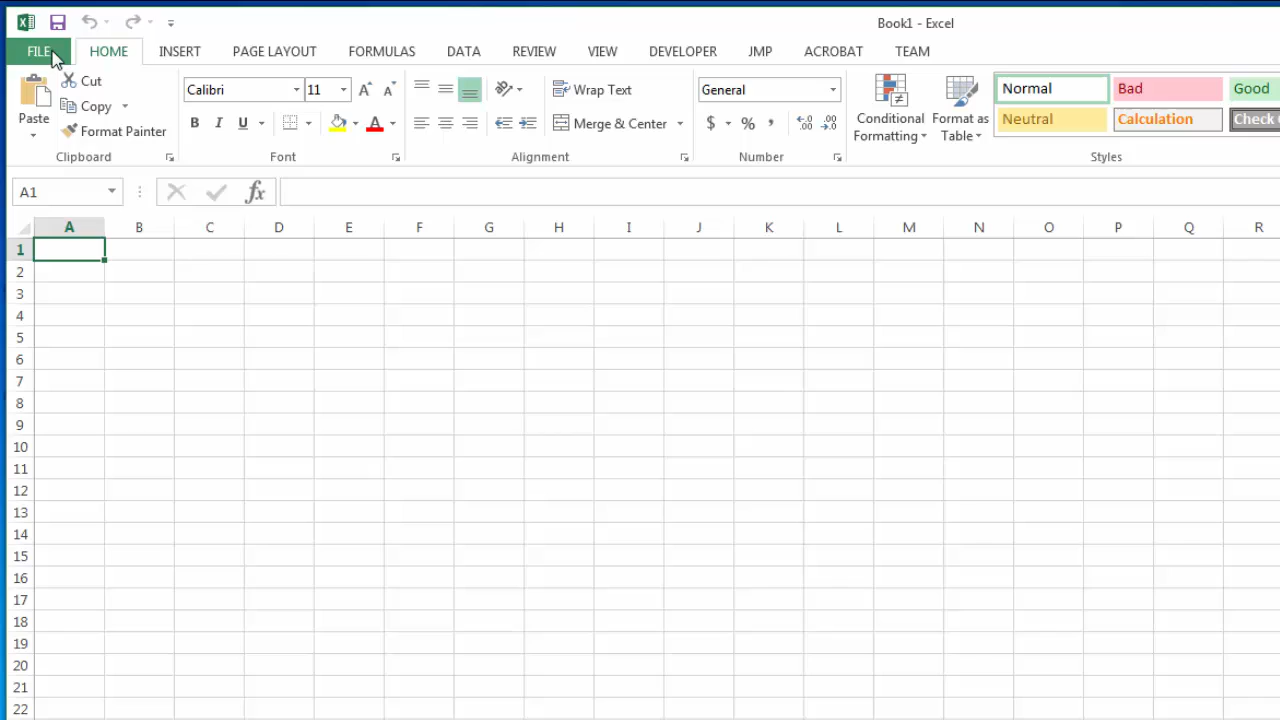 Book1 - Excel
FILE HOME INSERT PAGE LAYOUT FORMULAS DATA REVIEW VIEW DEVELOPER JMP ACROBAT TEAM
Paste
Cut
Copy
Format Painter
Clipboard
Calibri 11
B I U A
Font
Wrap Text
Merge & Center
Alignment
General
$ % ,
Number
Conditional Formatting
Format as Table
Normal Bad Good
Neutral Calculation Check
Styles
A1 fx
A B C D E F G H I J K L M N O P Q R
1
2
3
4
5
6
7
8
9
10
11
12
13
14
15
16
17
18
19
20
21
22